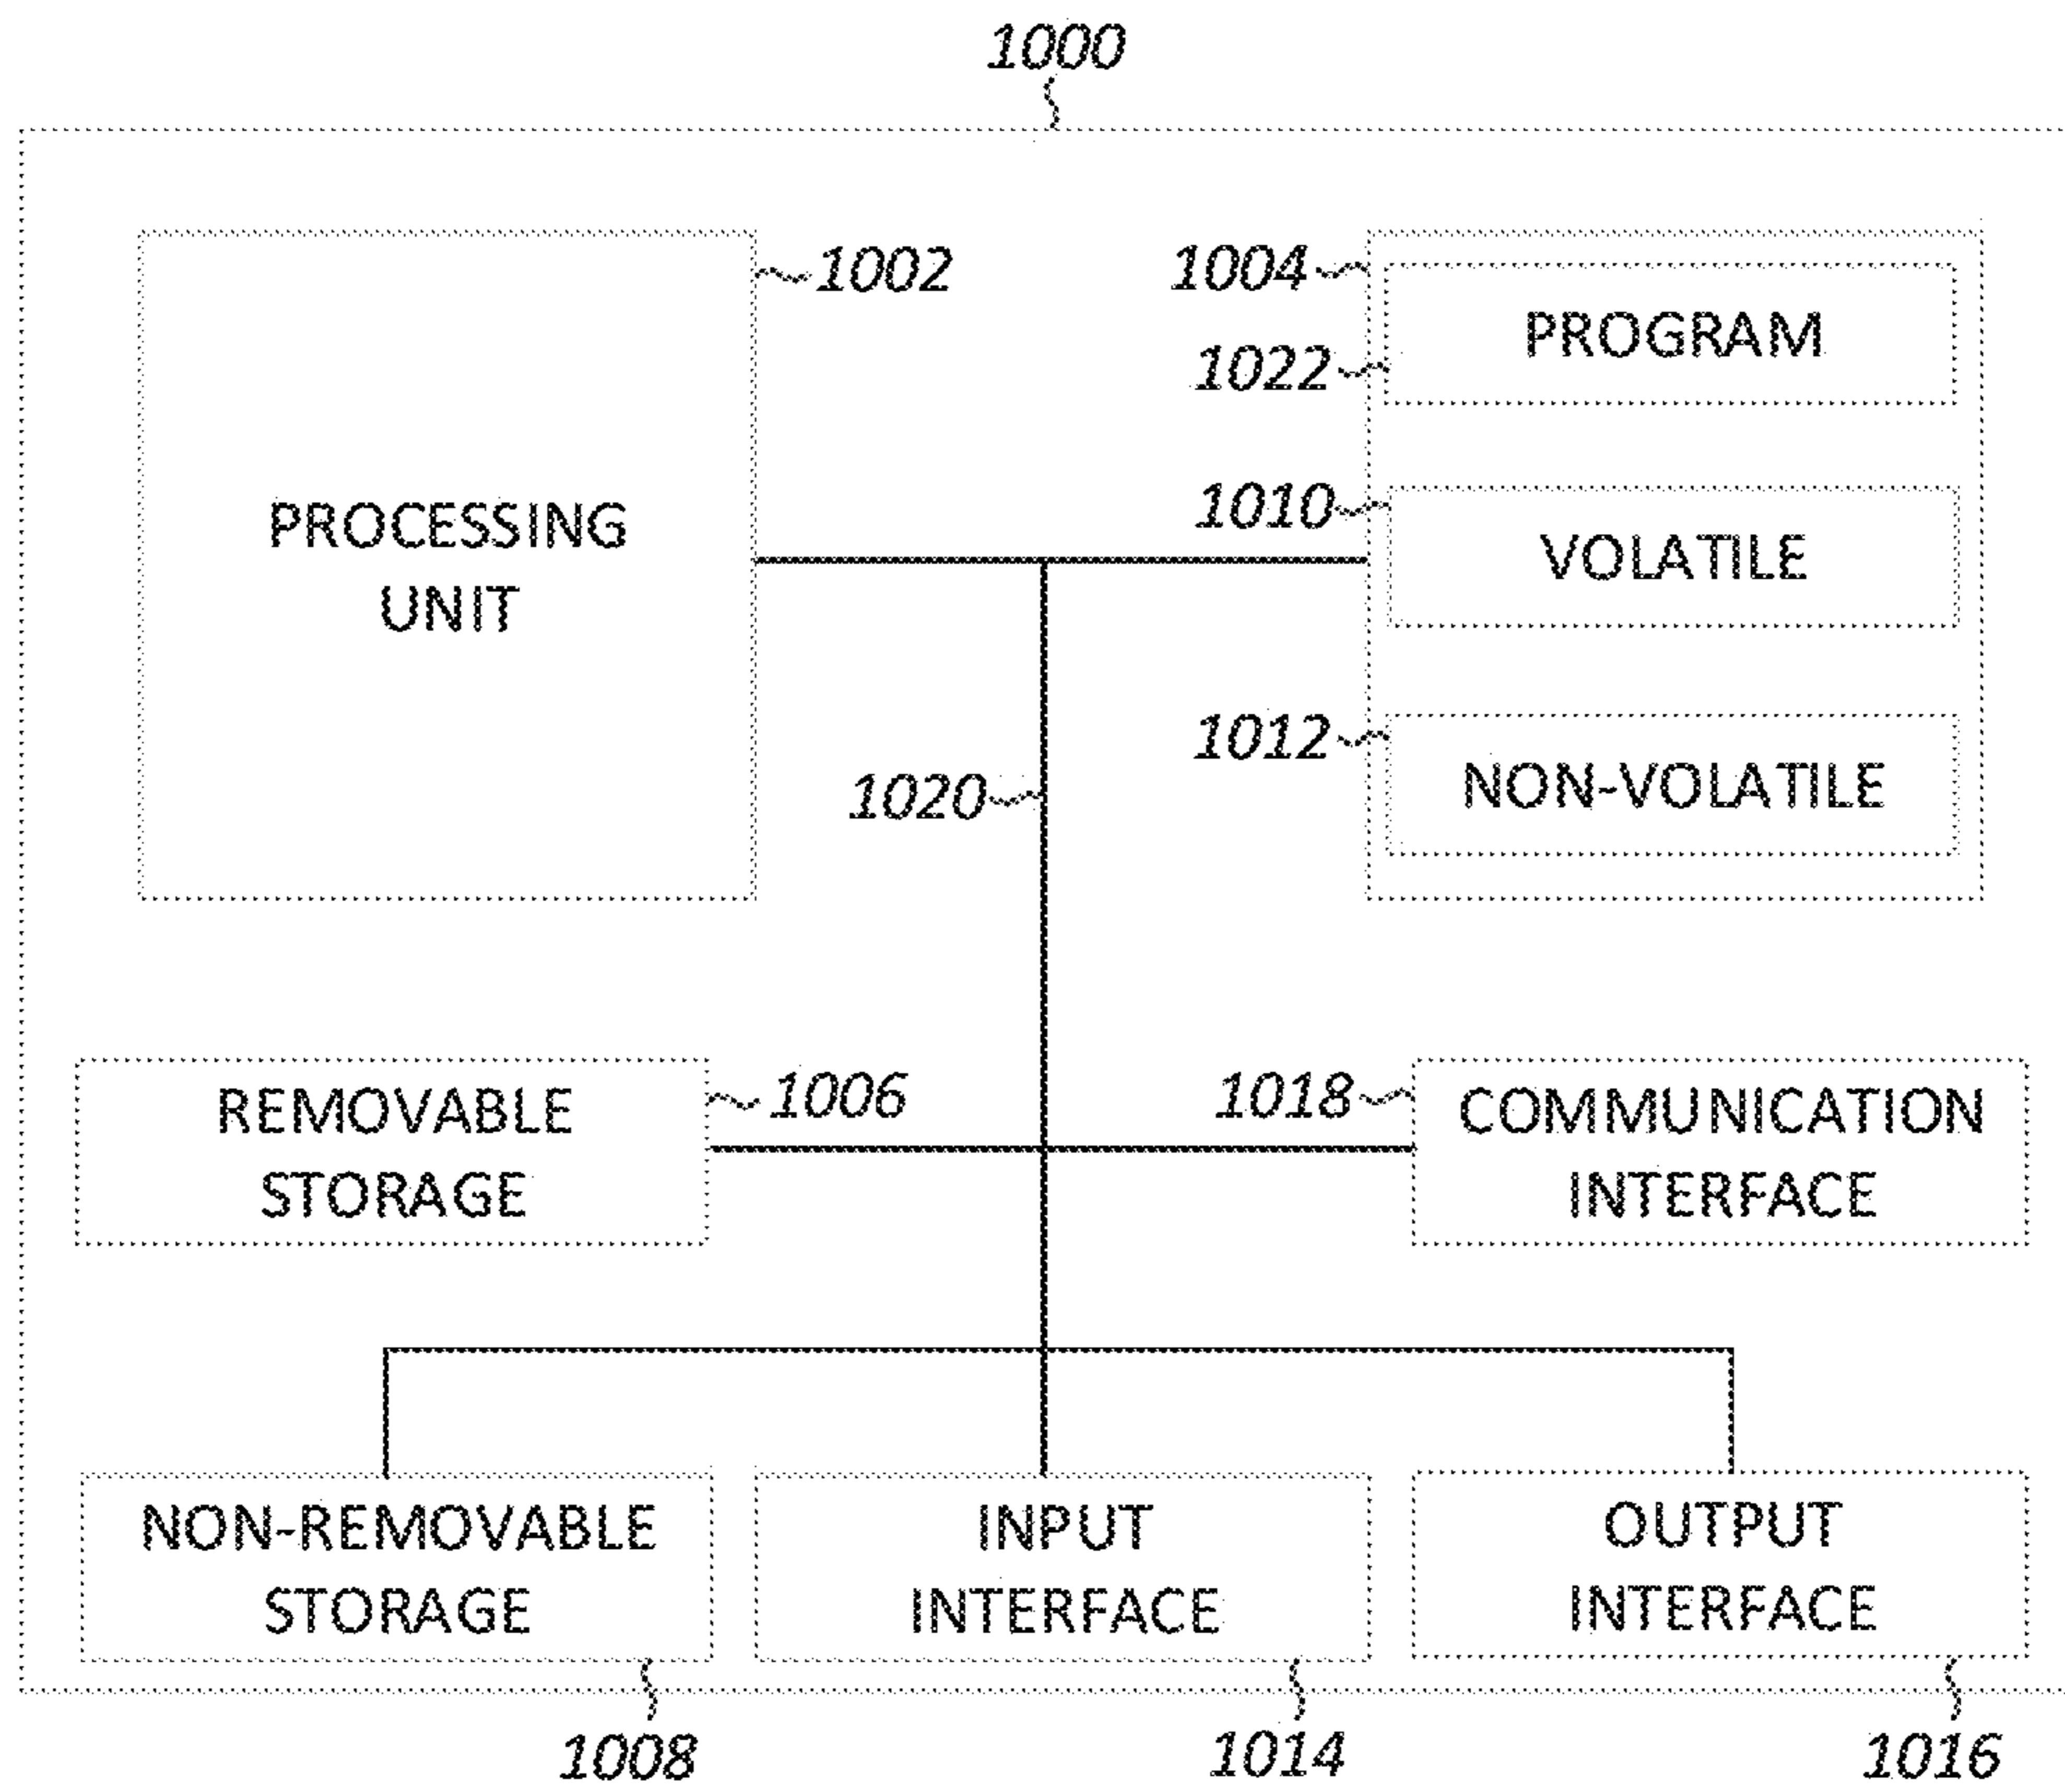 1000
1002
1004
PROGRAM
1022
1010
VOLATILE
PROCESSING
UNIT
1012
NON-VOLATILE
1020
REMOVABLE
STORAGE
1006
1018
COMMUNICATION
INTERFACE
NON-REMOVABLE
STORAGE
INPUT
INTERFACE
OUTPUT
INTERFACE
1008
1014
1016